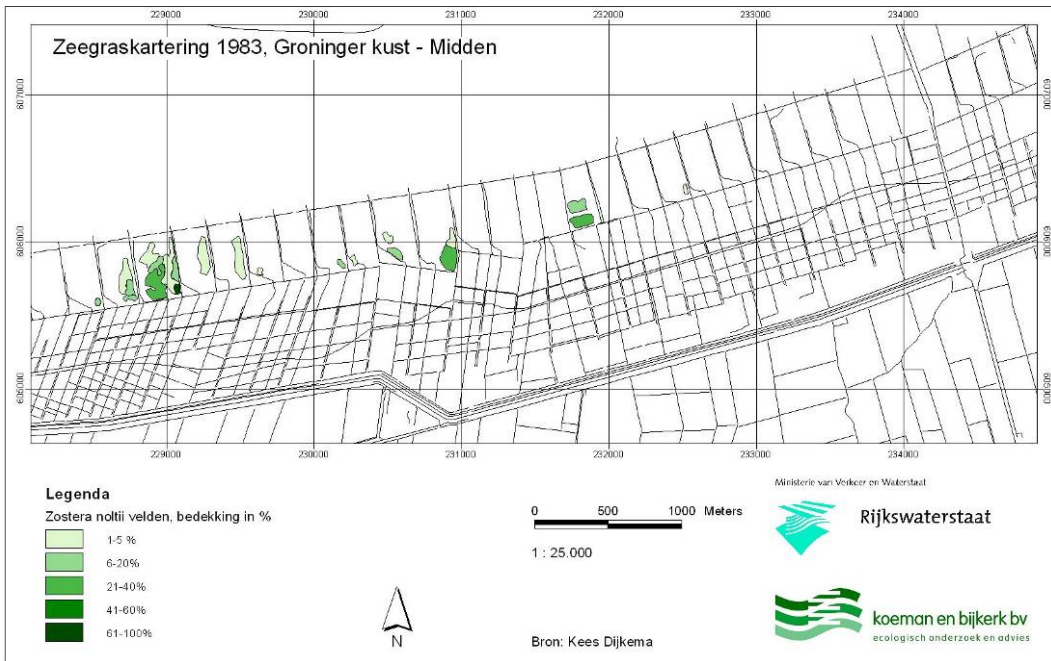 229000 230000 231000 232000 233000 234000
Zeegraskartering 1983, Groninger kust - Midden
607000 607000
606000 606000
605000 605000
229000 230000 231000 232000 233000 234000
Legenda
Zostera noltii velden, bedekking in %
1-5 %
6-20%
21-40%
41-60%
61-100%
N
0 500 1000 Meters
1 : 25.000
Bron: Kees Dijkema
Ministerie van Verkeer en Waterstaat
Rijkswaterstaat
koeman en bijkerk bv
ecologisch onderzoek en advies